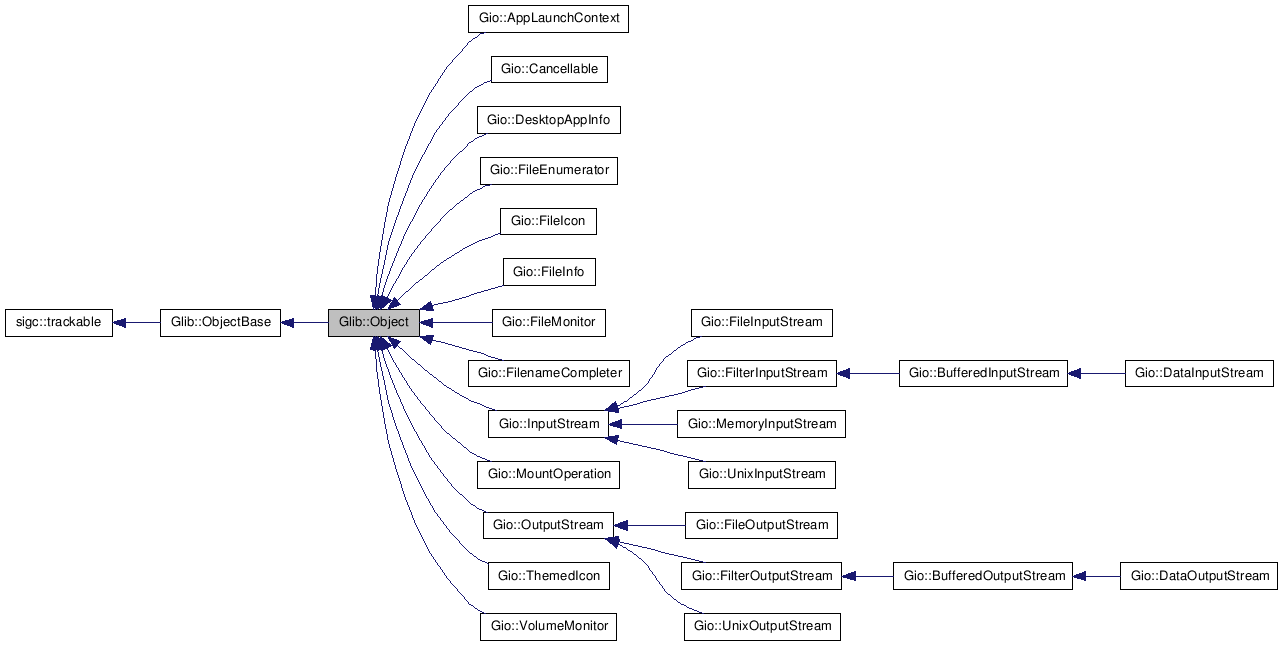 Gio::AppLaunchContext
Gio::Cancellable
Gio::DesktopAppInfo
Gio::FileEnumerator
Gio::FileIcon
Gio::FileInfo
sigc::trackable
Glib::ObjectBase
Glib::Object
Gio::FileMonitor
Gio::FileInputStream
Gio::FilenameCompleter
Gio::FilterInputStream
Gio::BufferedInputStream
Gio::DataInputStream
Gio::InputStream
Gio::MemoryInputStream
Gio::MountOperation
Gio::UnixInputStream
Gio::OutputStream
Gio::FileOutputStream
Gio::ThemedIcon
Gio::FilterOutputStream
Gio::BufferedOutputStream
Gio::DataOutputStream
Gio::VolumeMonitor
Gio::UnixOutputStream